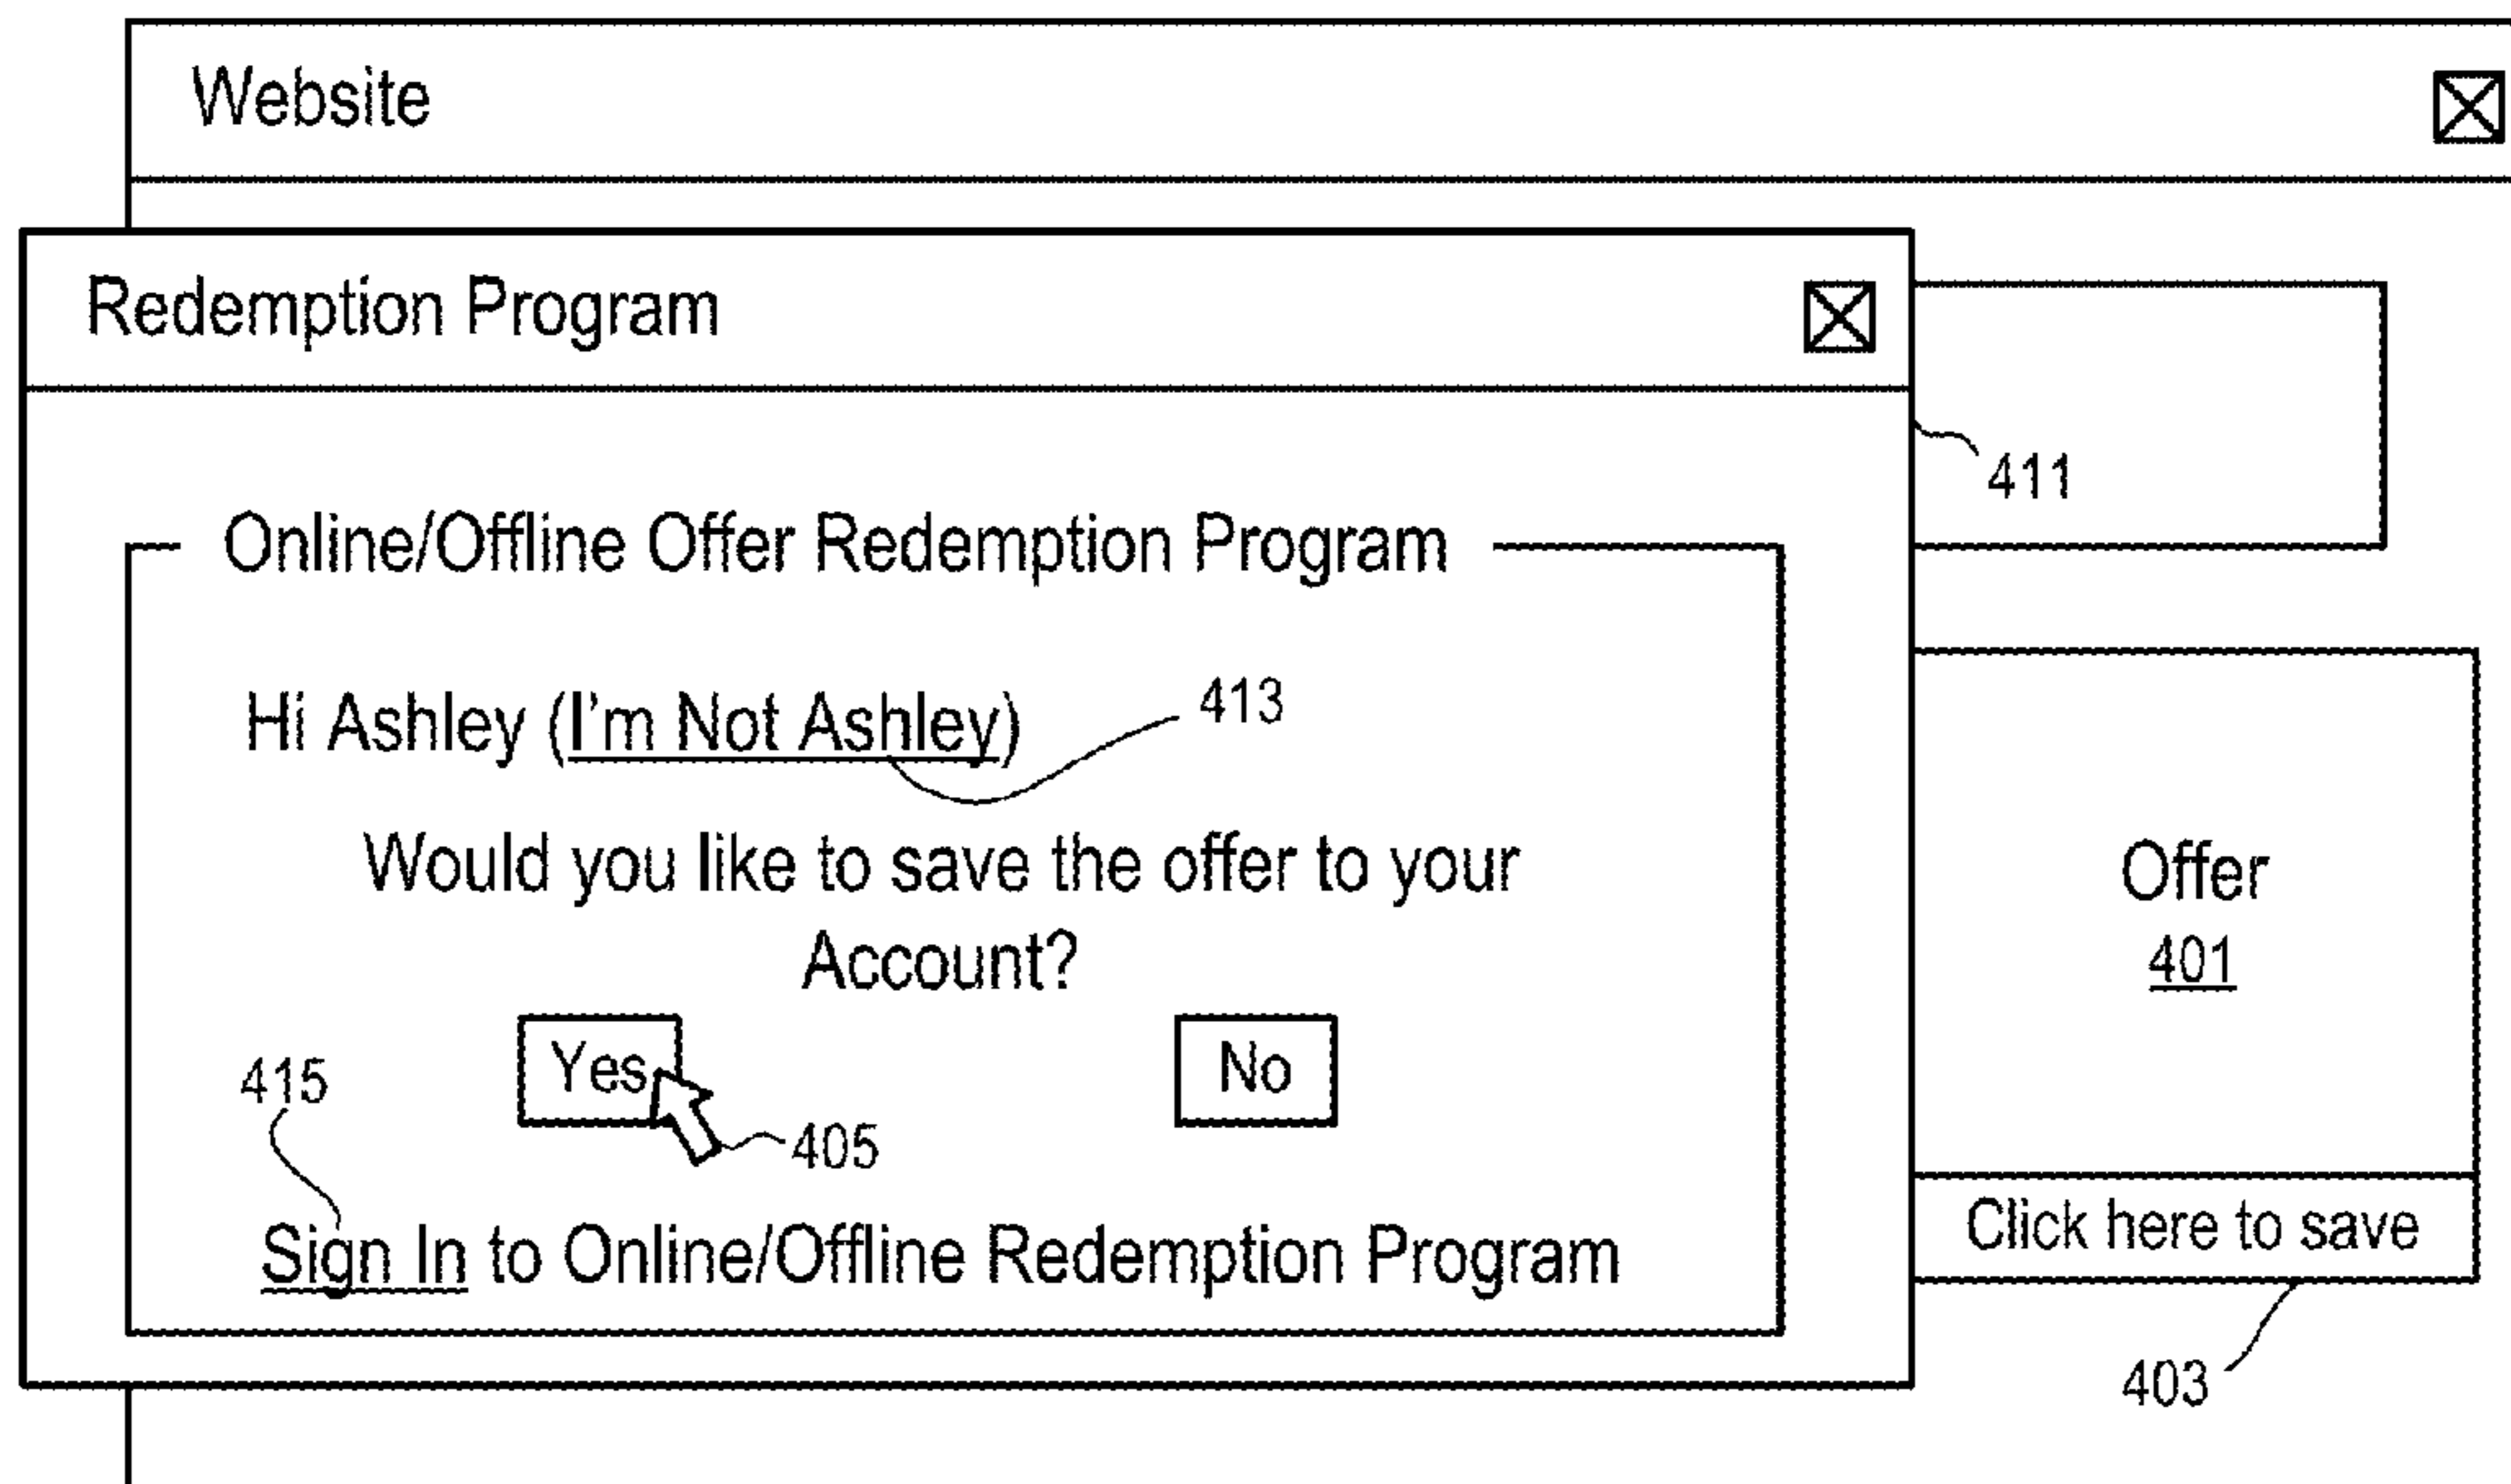 Website
Redemption Program
411
Online/Offline Offer Redemption Program
Hi Ashley (I'm Not Ashley)
413
Would you like to save the offer to your
Account?
Yes
No
415
405
Sign In to Online/Offline Redemption Program
Offer
401
Click here to save
403